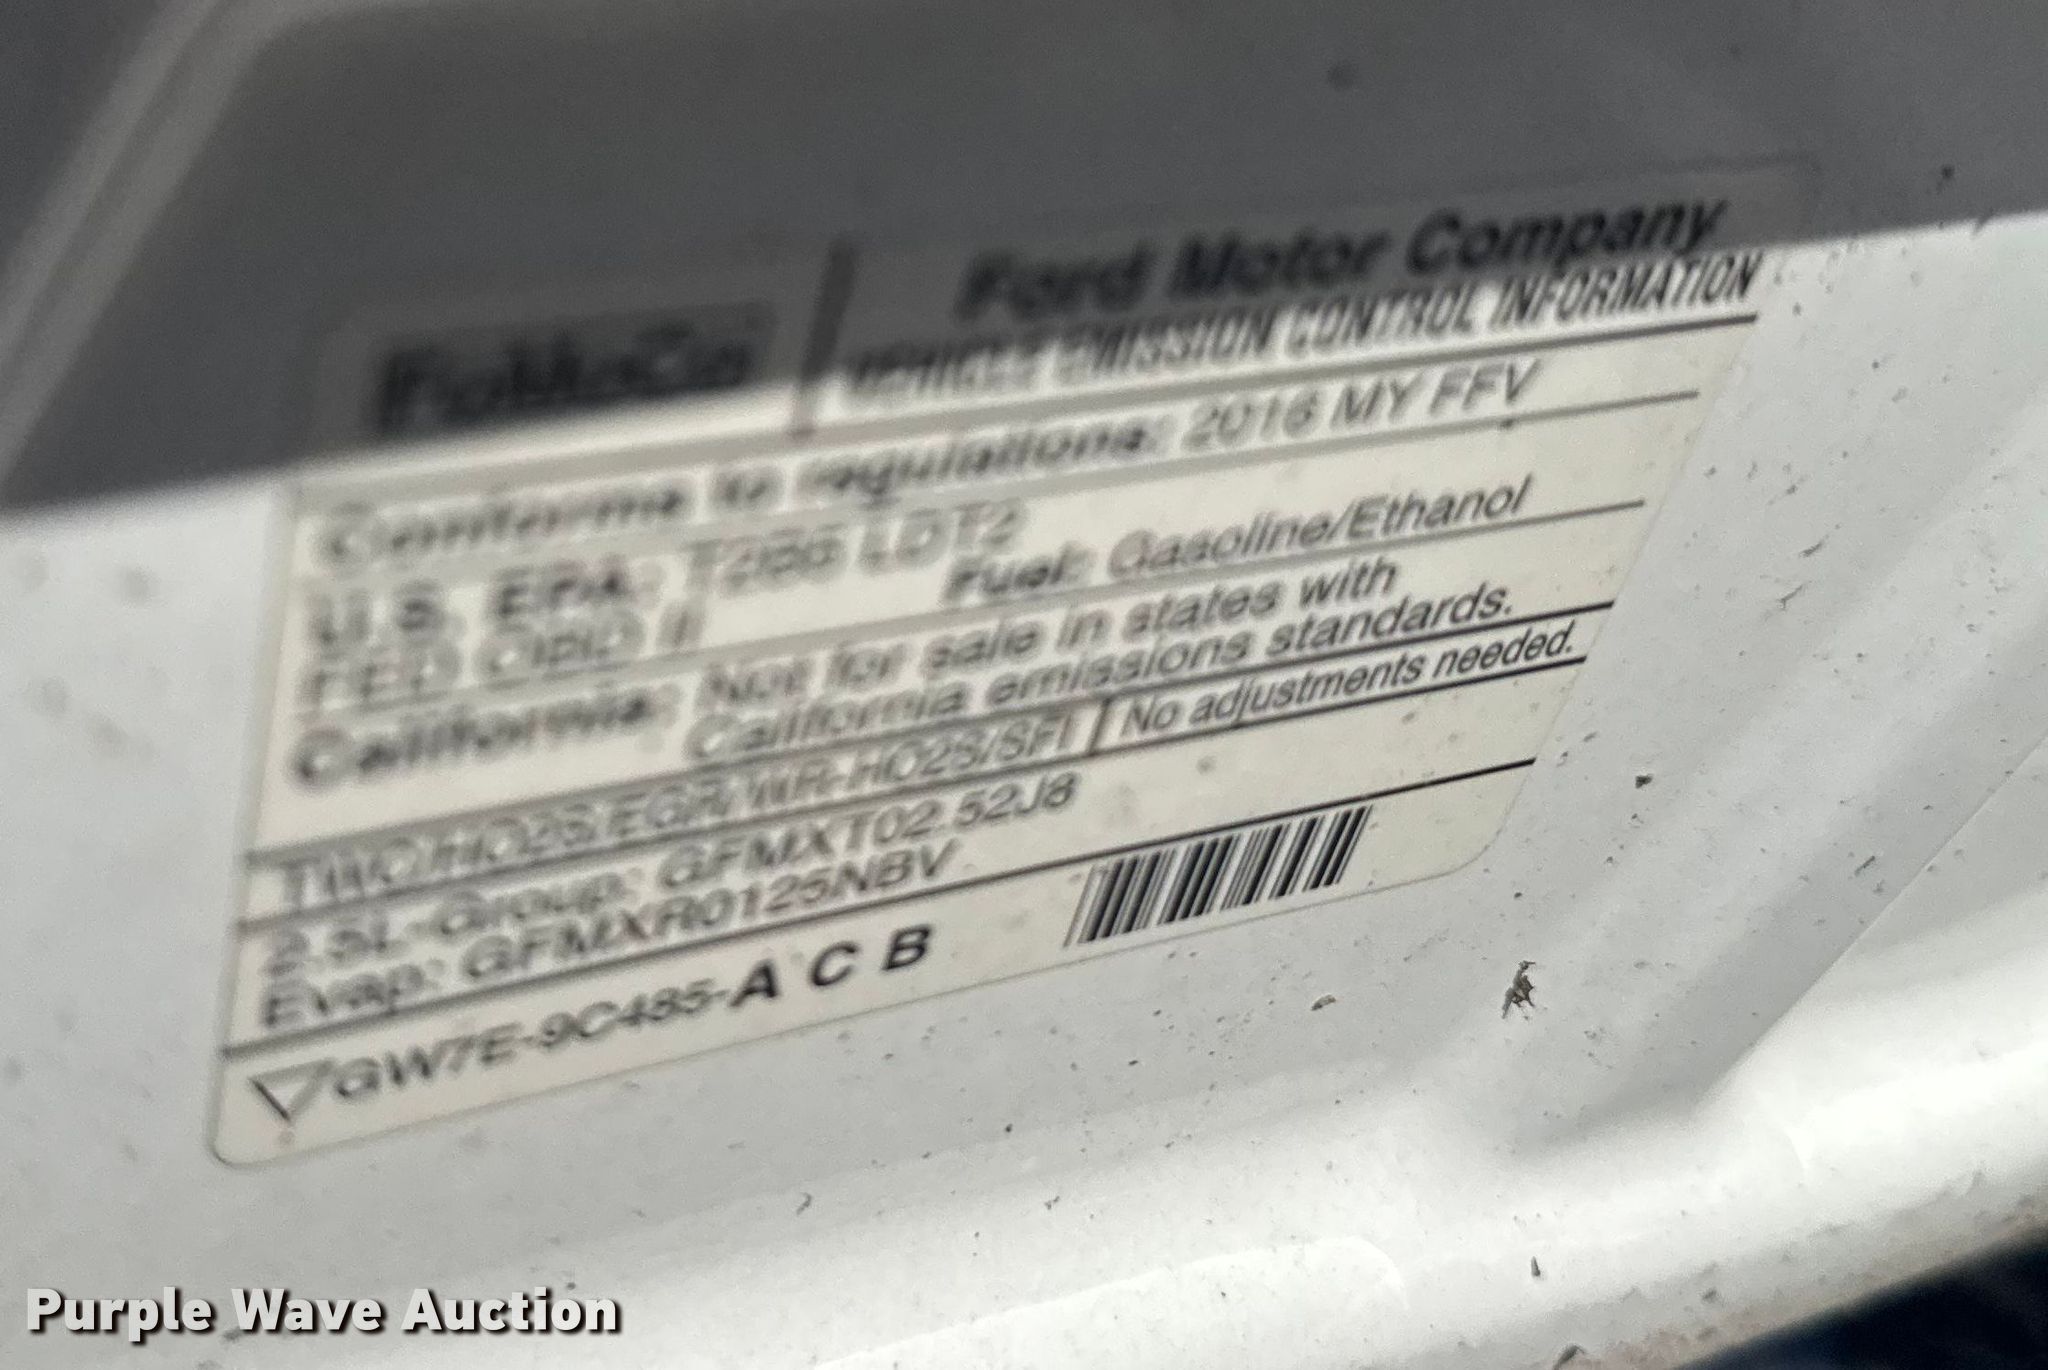 FoMoCo
Ford Motor Company
VEHICLE EMISSION CONTROL INFORMATION
Conforms to regulations: 2016 MY FFV
U.S. EPA: T2B5 LDT2
FED OBD II Fuel: Gasoline/Ethanol
California: Not for sale in states with
California emissions standards.
TWC/HO2S/EGR/WR-HO2S/SFI No adjustments needed.
2.5L-Group: GFMXT02.52J8
Evap: GFMXR0125NBV
GW7E-9C485-A C B
Purple Wave Auction